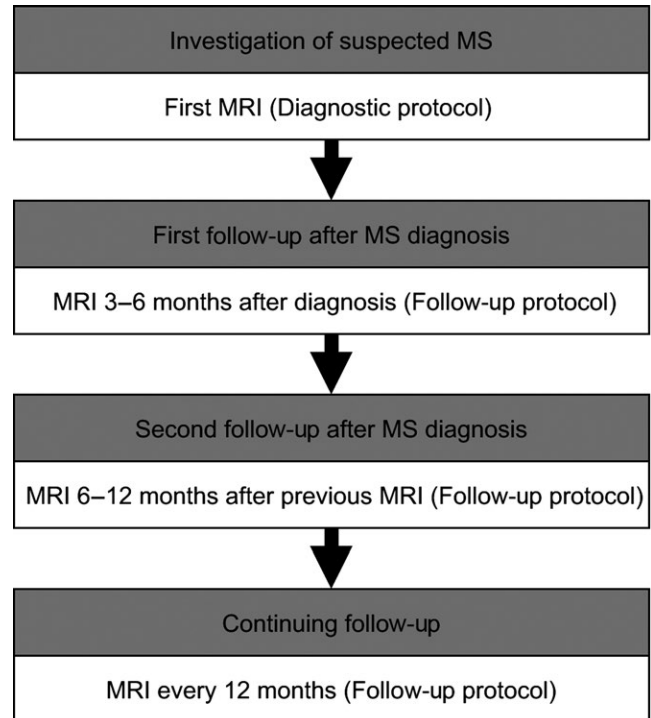 Investigation of suspected MS
First MRI (Diagnostic protocol)
First follow-up after MS diagnosis
MRI 3–6 months after diagnosis (Follow-up protocol)
Second follow-up after MS diagnosis
MRI 6–12 months after previous MRI (Follow-up protocol)
Continuing follow-up
MRI every 12 months (Follow-up protocol)